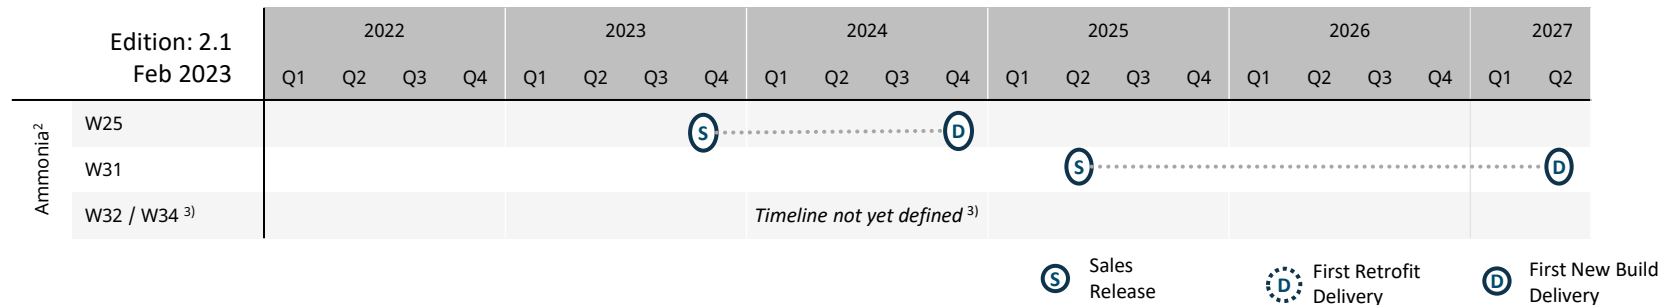 Edition: 2.1
Feb 2023
2022 2023 2024 2025 2026 2027
Q1 Q2 Q3 Q4 Q1 Q2 Q3 Q4 Q1 Q2 Q3 Q4 Q1 Q2 Q3 Q4 Q1 Q2 Q3 Q4 Q1 Q2
Ammonia2
W25 S D
W31 S D
W32 / W34 3) Timeline not yet defined 3)
S Sales Release
D First Retrofit Delivery
D First New Build Delivery